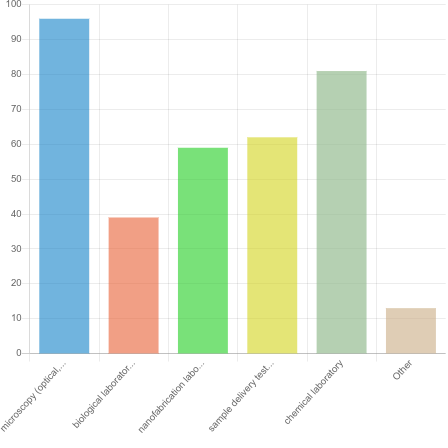 100
90
80
70
60
50
40
30
20
10
0
microscopy (optical,...
biological laborator...
nanofabrication labo...
sample delivery test...
chemical laboratory
Other